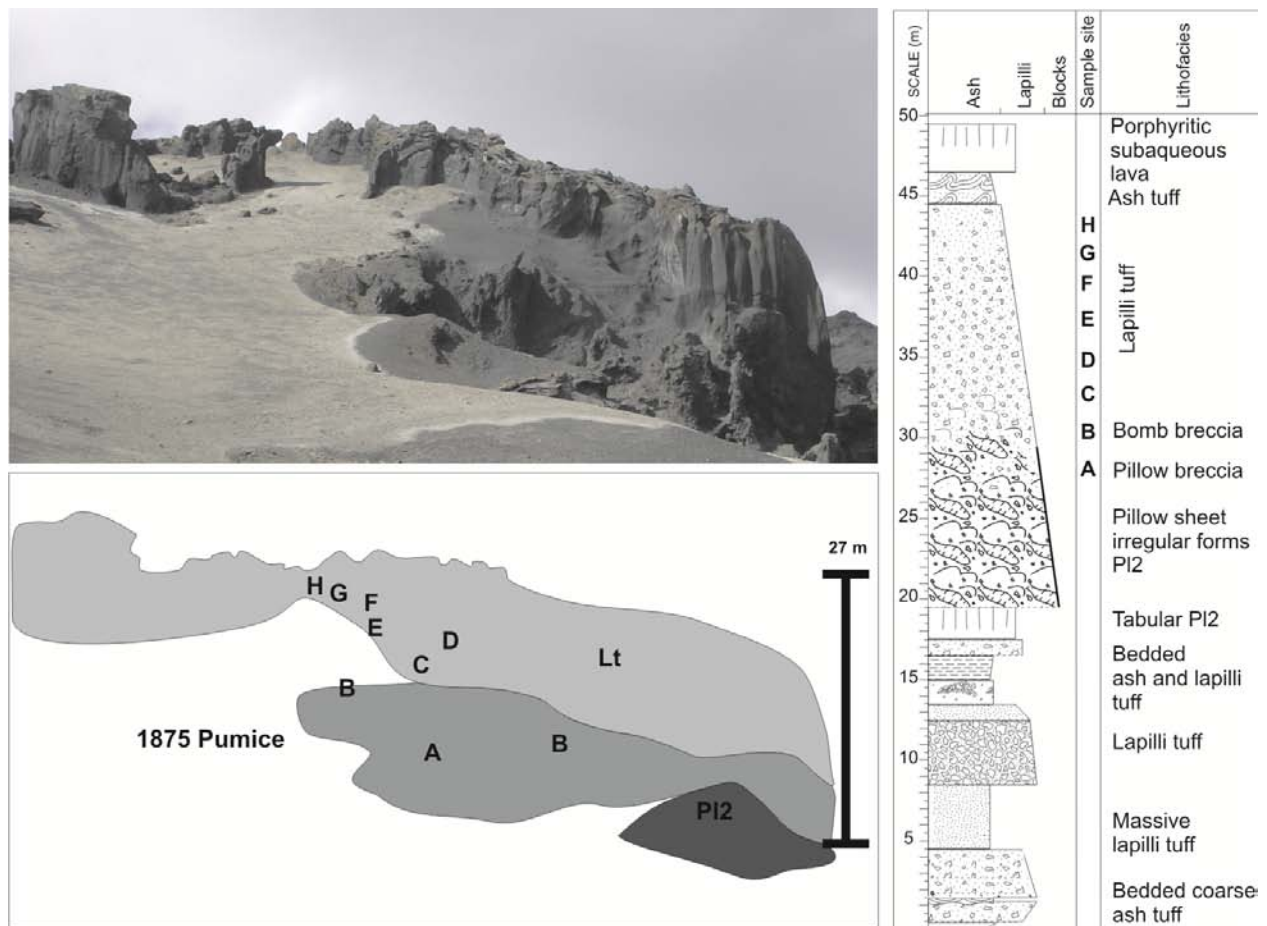 H G F
E
D
C
Lt
B
1875 Pumice
A
B
Pl2
27 m
SCALE (m)
Ash
Lapilli
Blocks
Sample site
Lithofacies
50
45
40
35
30
25
20
15
10
5
H
G
F
E
D
C
B
A
Porphyritic
subaqueous
lava
Ash tuff
Lapilli tuff
Bomb breccia
Pillow breccia
Pillow sheet
irregular forms
Pl2
Tabular Pl2
Bedded
ash and lapilli
tuff
Lapilli tuff
Massive
lapilli tuff
Bedded coarse
ash tuff